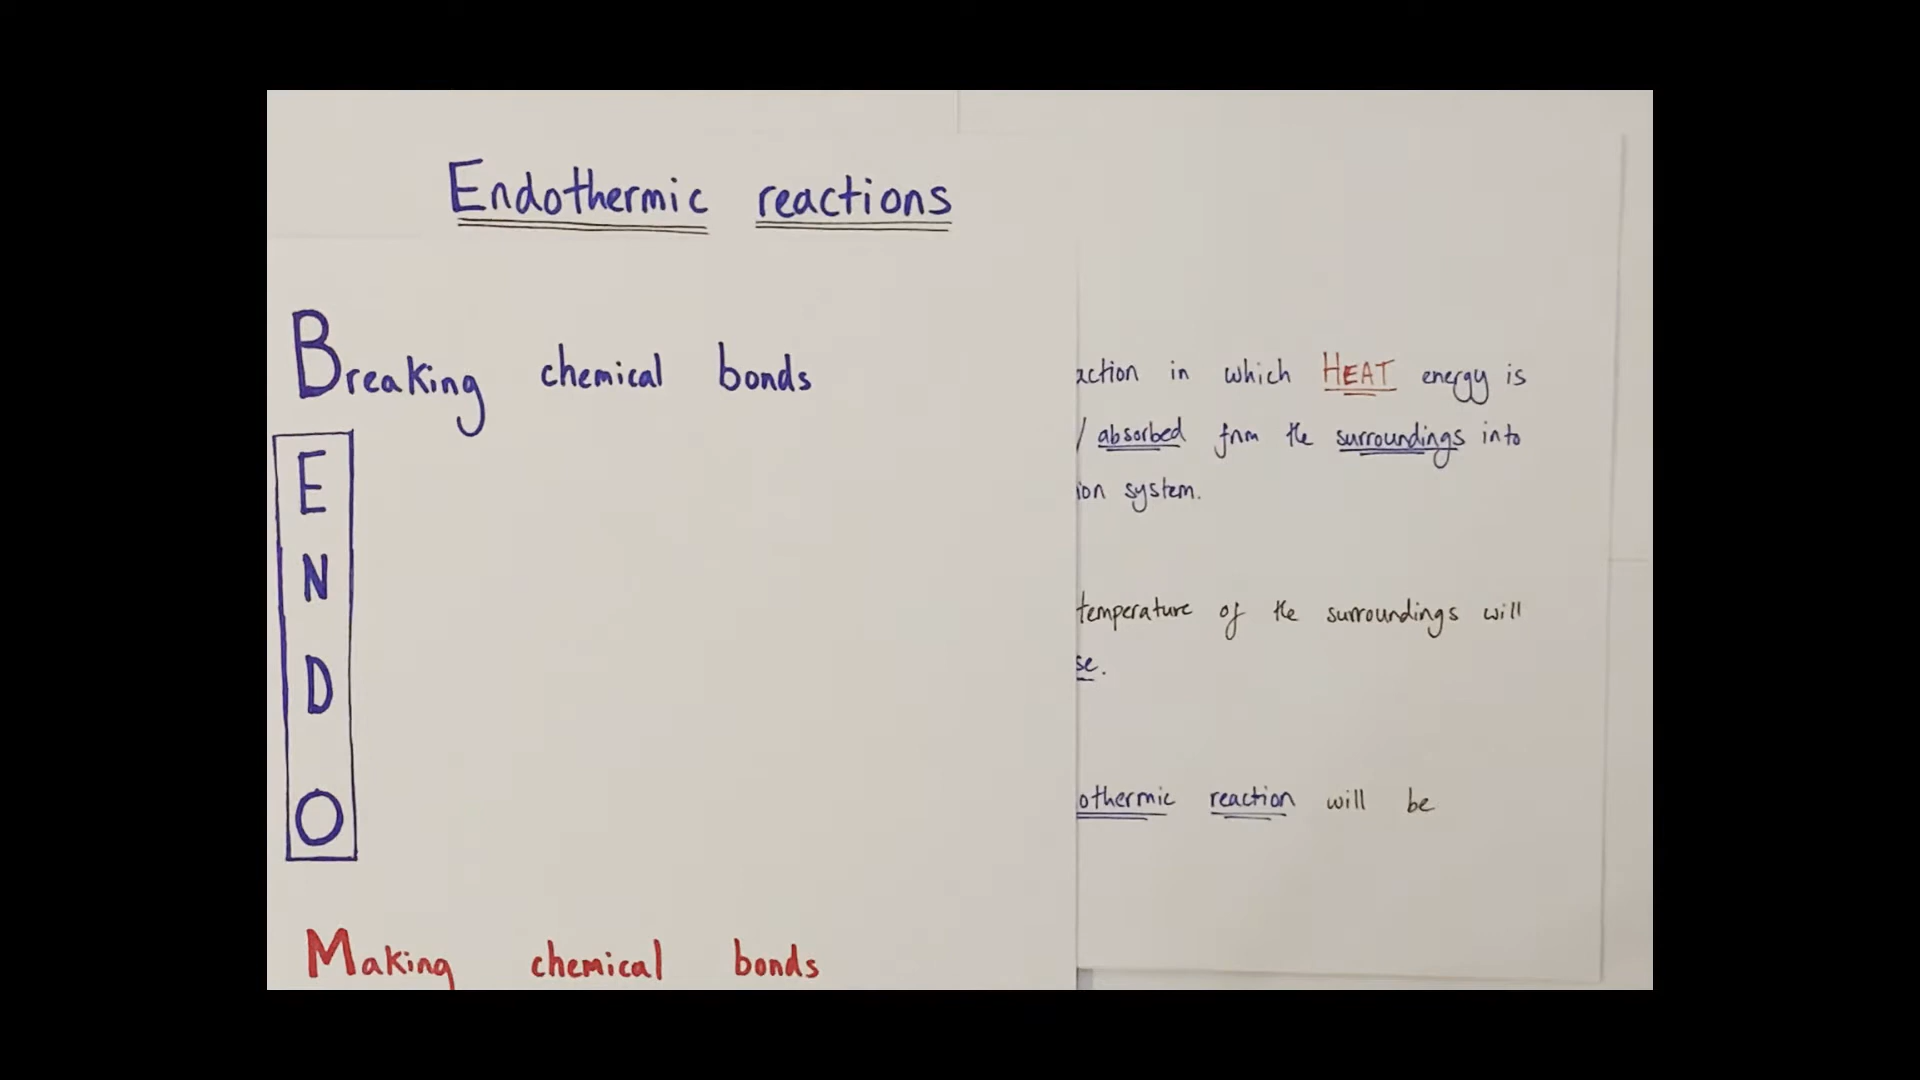 Endothermic reactions
Breaking chemical bonds
E
N
D
O
Making chemical bonds
action in which HEAT energy is
/ absorbed from the surroundings into
ion system.
temperature of the surroundings will
se.
othermic reaction will be